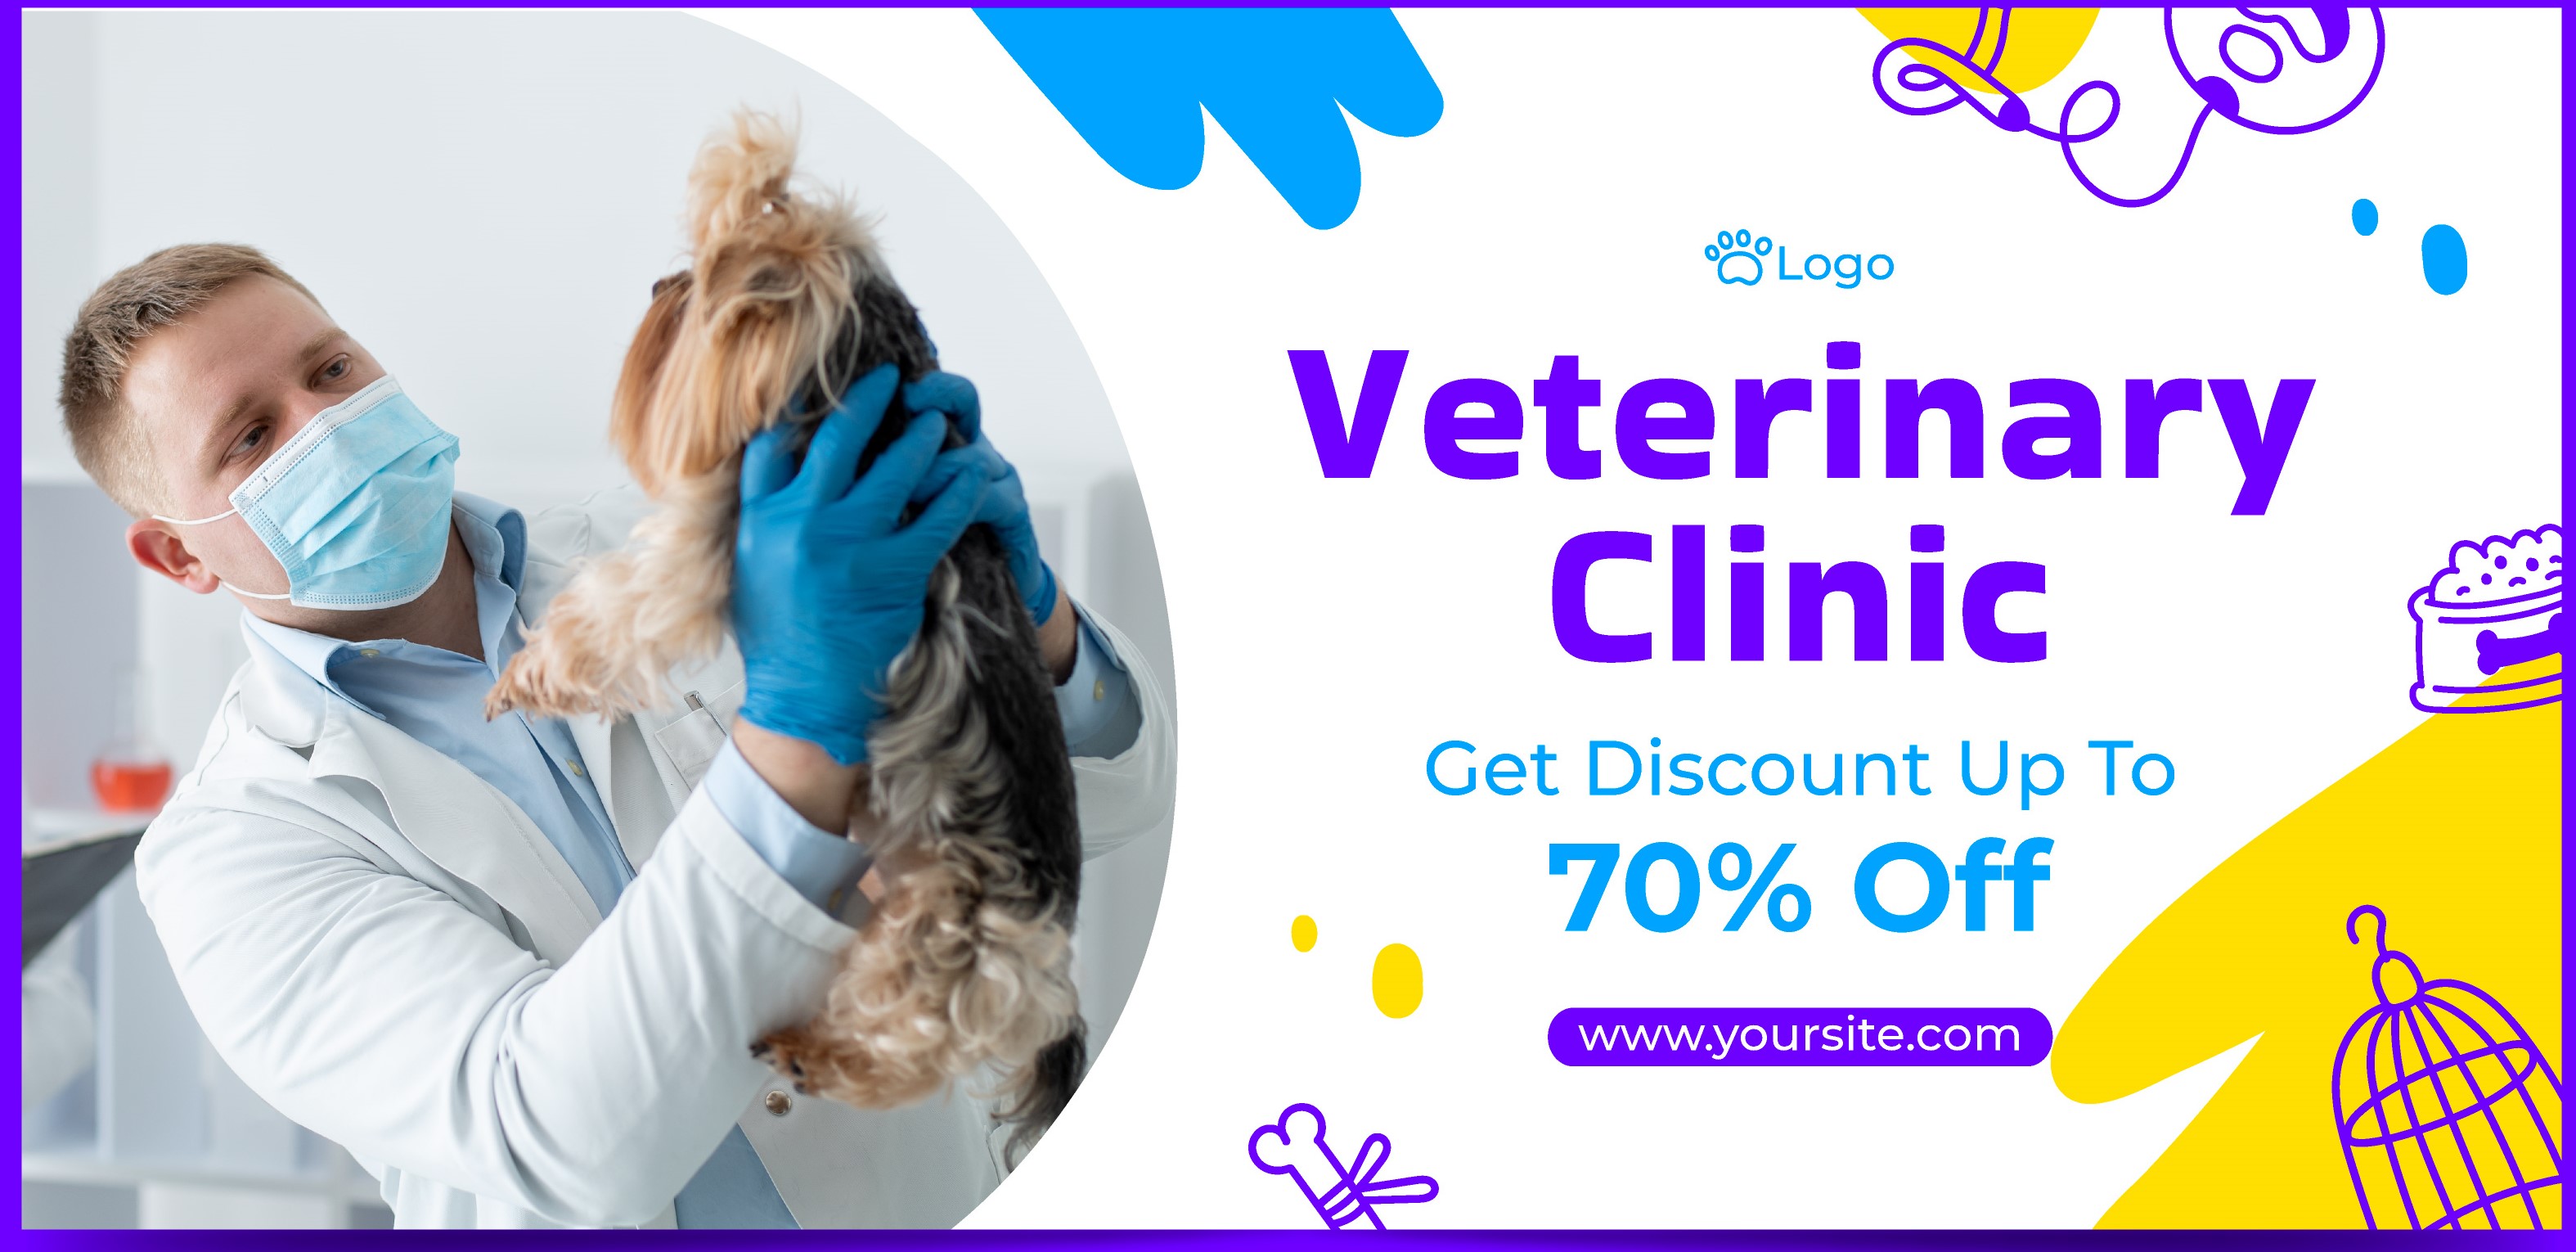 Logo
Veterinary
Clinic
Get Discount Up To
70% Off
www.yoursite.com